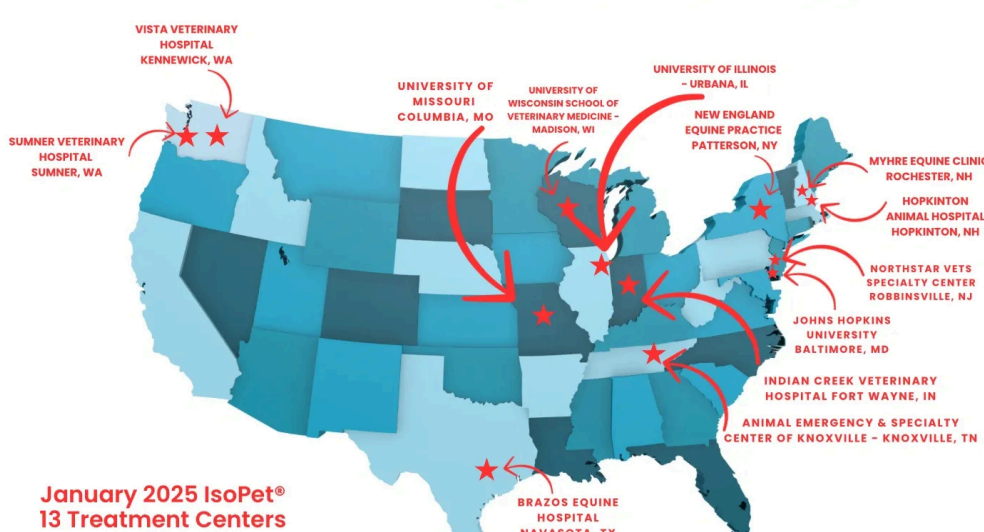 VISTA VETERINARY
HOSPITAL
KENNEWICK, WA
SUMNER VETERINARY
HOSPITAL
SUMNER, WA
UNIVERSITY OF
MISSOURI
COLUMBIA, MO
UNIVERSITY OF
WISCONSIN SCHOOL OF
VETERINARY MEDICINE –
MADISON, WI
UNIVERSITY OF ILLINOIS
– URBANA, IL
NEW ENGLAND
EQUINE PRACTICE
PATTERSON, NY
MYHRE EQUINE CLINIC
ROCHESTER, NH
HOPKINTON
ANIMAL HOSPITAL
HOPKINTON, NH
NORTHSTAR VETS
SPECIALTY CENTER
ROBBINSVILLE, NJ
JOHNS HOPKINS
UNIVERSITY
BALTIMORE, MD
INDIAN CREEK VETERINARY
HOSPITAL FORT WAYNE, IN
ANIMAL EMERGENCY & SPECIALTY
CENTER OF KNOXVILLE – KNOXVILLE, TN
BRAZOS EQUINE
HOSPITAL
NAVASOTA, TX
January 2025 IsoPet®
13 Treatment Centers